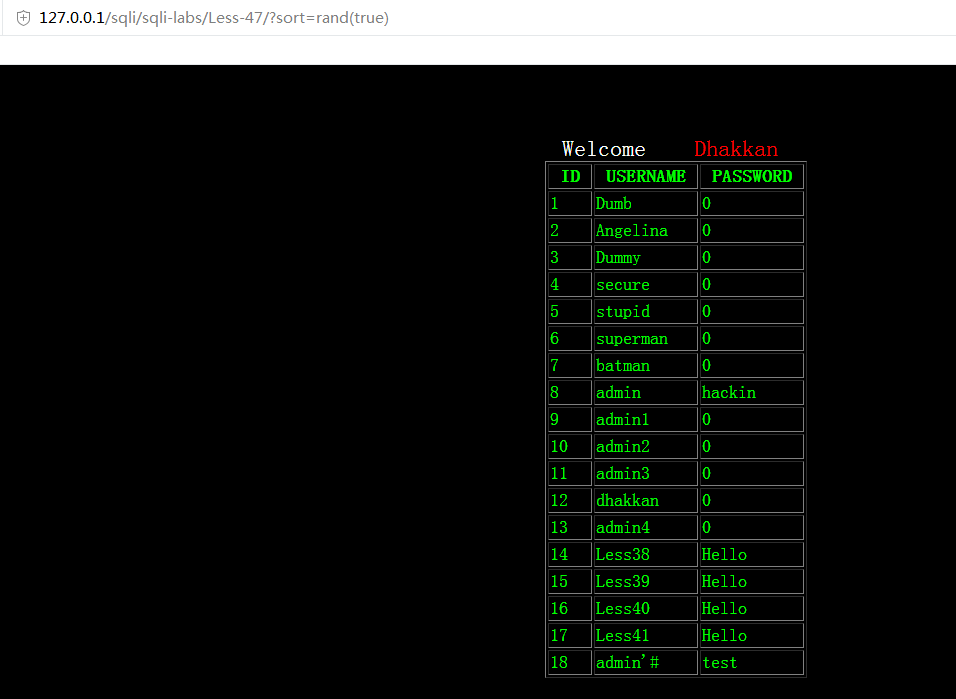 127.0.0.1/sqli/sqli-labs/Less-47/?sort=rand(true)
Welcome Dhakkan
ID USERNAME PASSWORD
1 Dumb 0
2 Angelina 0
3 Dummy 0
4 secure 0
5 stupid 0
6 superman 0
7 batman 0
8 admin hackin
9 admin1 0
10 admin2 0
11 admin3 0
12 dhakkan 0
13 admin4 0
14 Less38 Hello
15 Less39 Hello
16 Less40 Hello
17 Less41 Hello
18 admin'# test